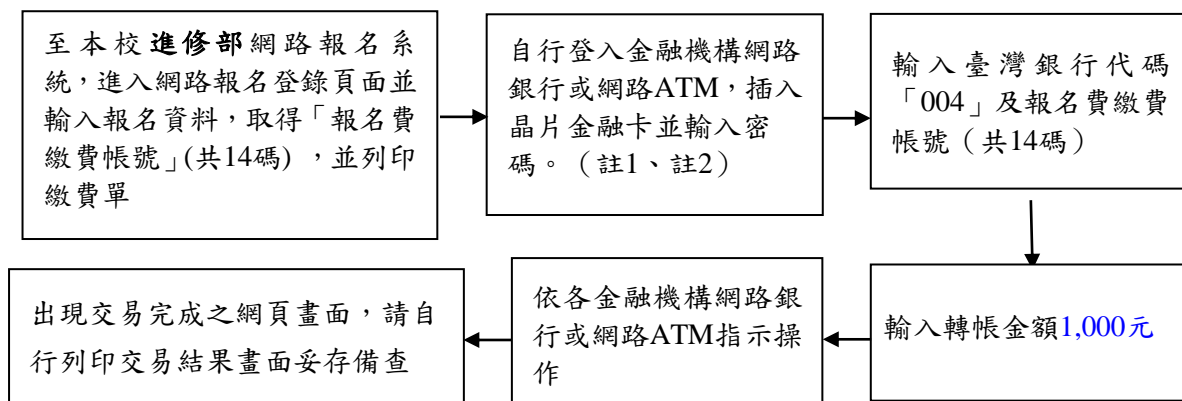 至本校進修部網路報名系
統，進入網路報名登錄頁面並
輸入報名資料，取得「報名費
繳費帳號」(共14碼) ，並列印
繳費單
自行登入金融機構網路
銀行或網路ATM，插入
晶片金融卡並輸入密
碼。（註1、註2）
輸入臺灣銀行代碼
「004」及報名費繳費
帳號（共14碼）
輸入轉帳金額1,000元
依各金融機構網路銀
行或網路ATM指示操
作
出現交易完成之網頁畫面，請自
行列印交易結果畫面妥存備查